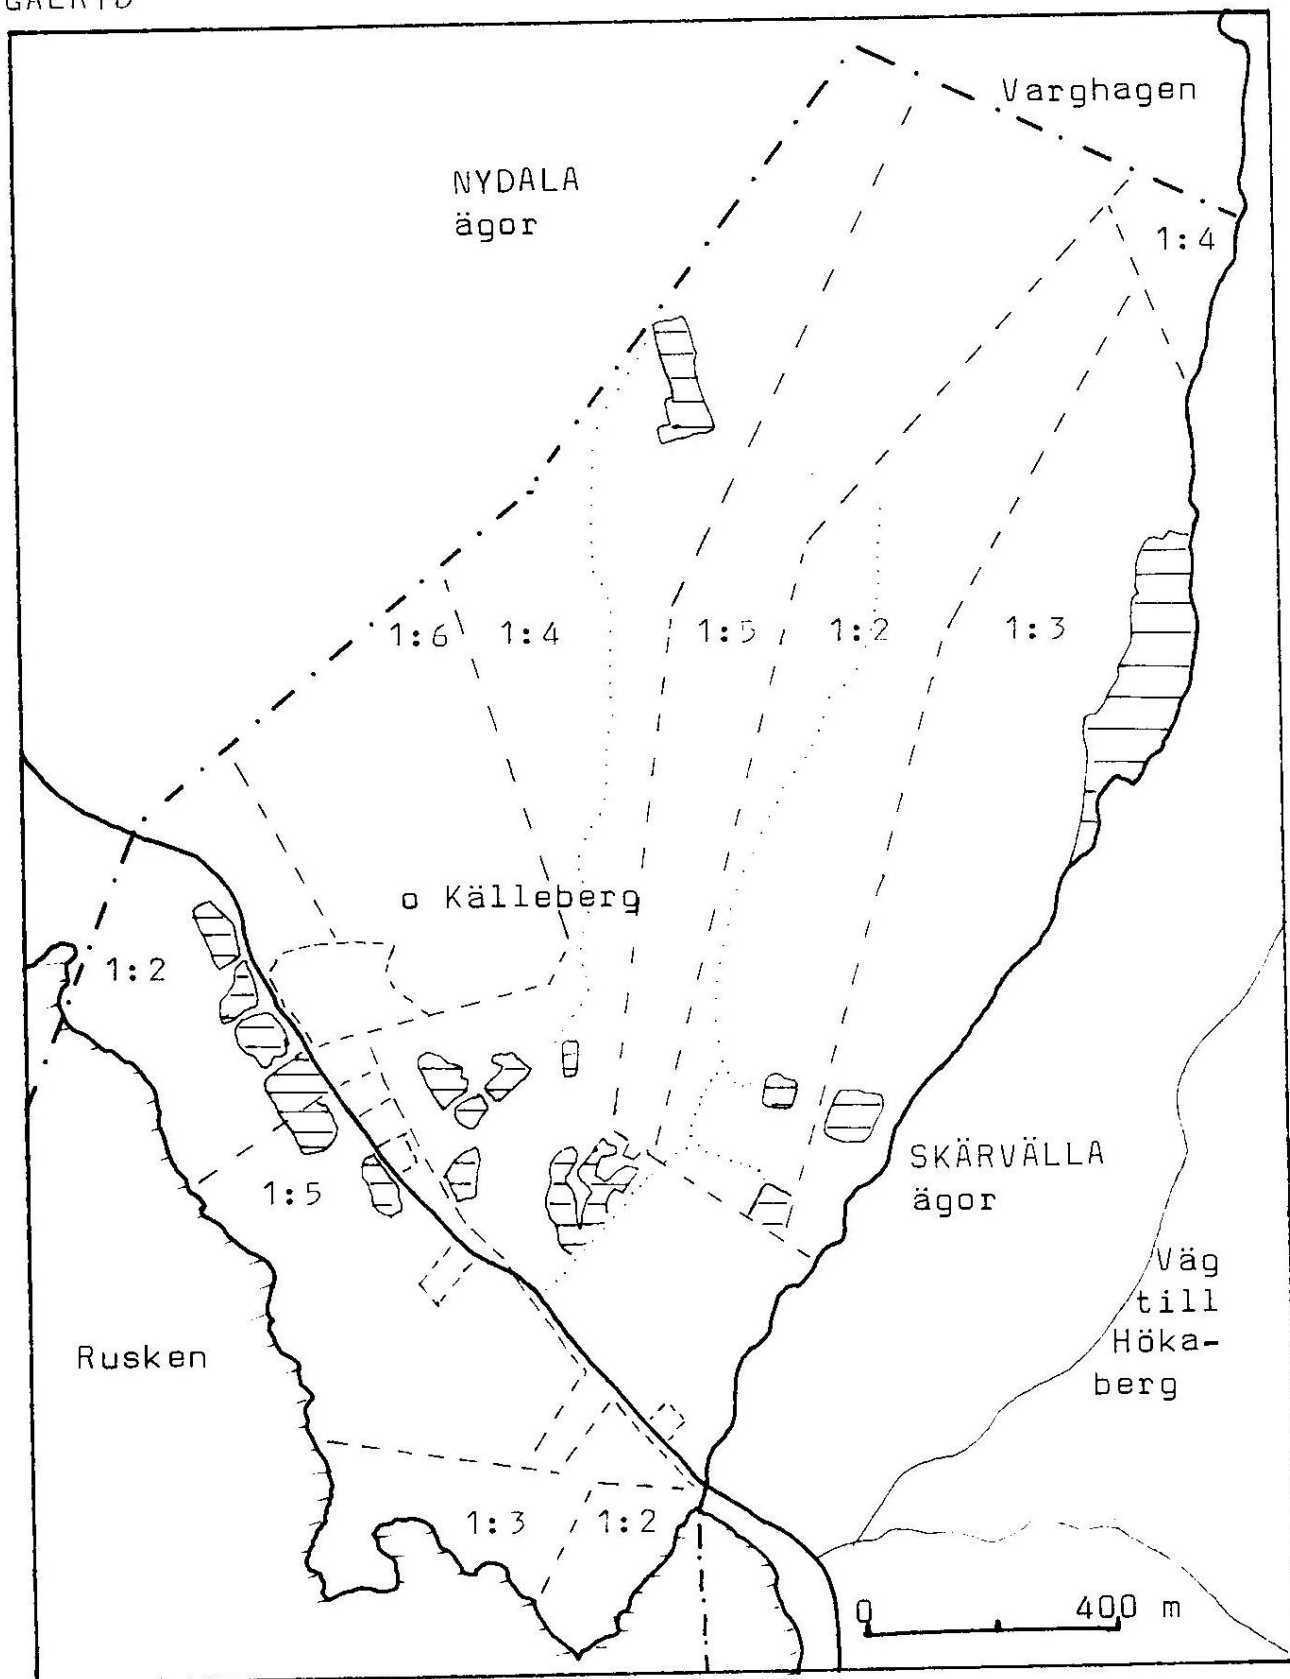 Varghagen
NYDALA
ägor
1:4
1:6
1:4
1:5
1:2
1:3
o Källeberg
1:2
1:5
SKÄRVÄLLA
ägor
Väg
till
Höka-
berg
Rusken
1:3
1:2
0 400 m